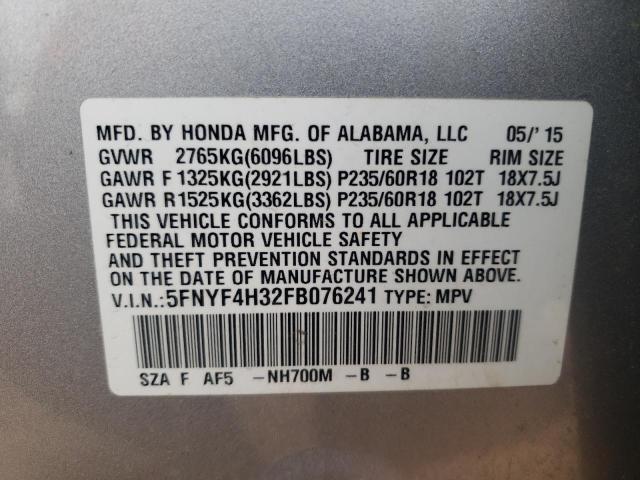 MFD. BY HONDA MFG. OF ALABAMA, LLC 05/'15
GVWR 2765KG(6096LBS) TIRE SIZE RIM SIZE
GAWR F 1325KG(2921LBS) P235/60R18 102T 18X7.5J
GAWR R1525KG(3362LBS) P235/60R18 102T 18X7.5J
THIS VEHICLE CONFORMS TO ALL APPLICABLE
FEDERAL MOTOR VEHICLE SAFETY
AND THEFT PREVENTION STANDARDS IN EFFECT
ON THE DATE OF MANUFACTURE SHOWN ABOVE.
V.I.N.:5FNYF4H32FB076241 TYPE: MPV
SZA F AF5 -NH700M -B -B